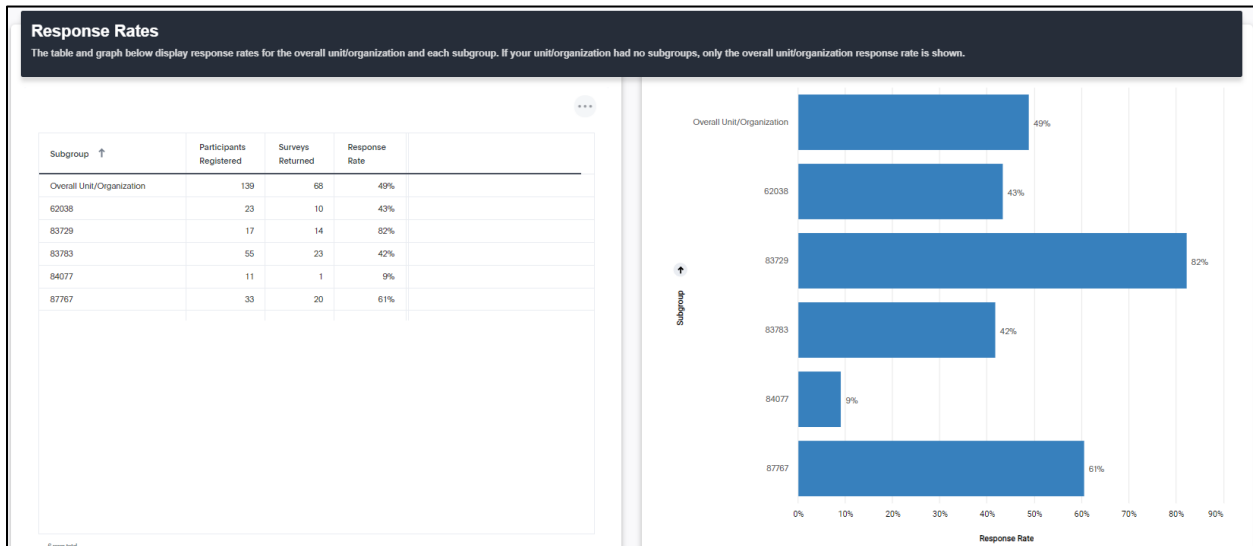 Response Rates
The table and graph below display response rates for the overall unit/organization and each subgroup. If your unit/organization had no subgroups, only the overall unit/organization response rate is shown.
Subgroup ↑ Participants Registered Surveys Returned Response Rate
Overall Unit/Organization 139 68 49%
62038 23 10 43%
83729 17 14 82%
83783 55 23 42%
84077 11 1 9%
87767 33 20 61%
Subgroup
Overall Unit/Organization 49%
62038 43%
83729 82%
83783 42%
84077 9%
87767 61%
0% 10% 20% 30% 40% 50% 60% 70% 80% 90%
Response Rate